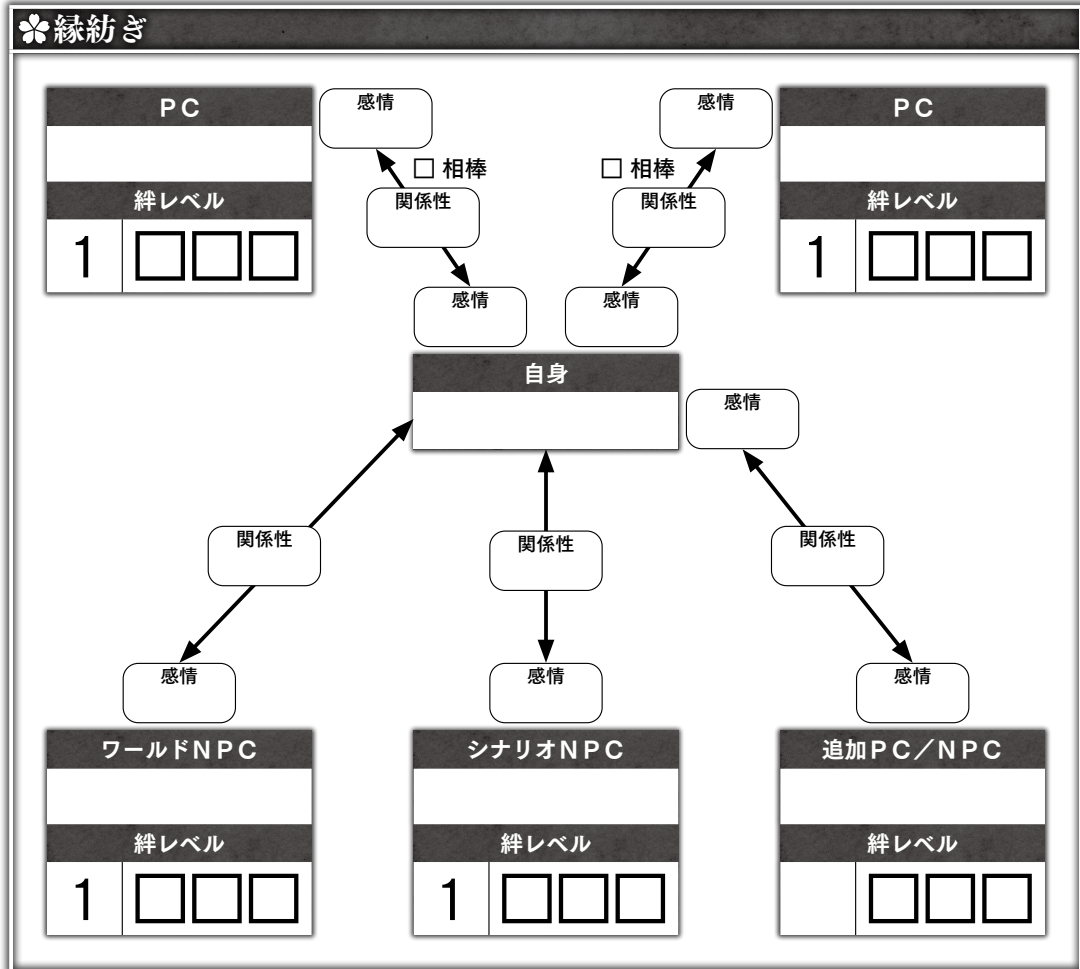 縁紡ぎ
PC
絆レベル
1
感情
□ 相棒
関係性
感情
感情
□ 相棒
関係性
感情
PC
絆レベル
1
自身
感情
関係性
感情
関係性
感情
関係性
感情
ワールドNPC
絆レベル
1
シナリオNPC
絆レベル
1
追加PC/NPC
絆レベル